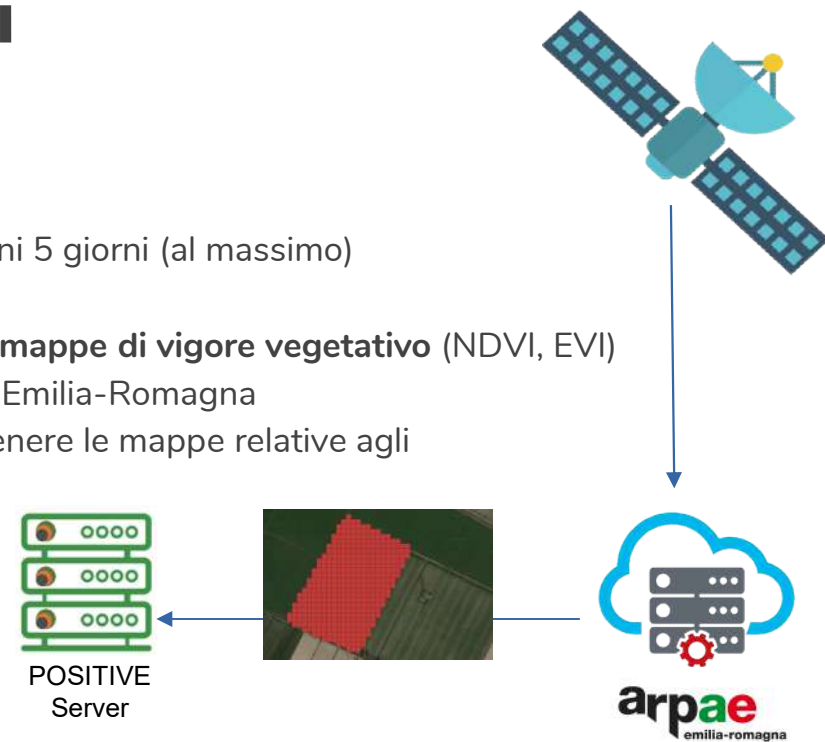 ni 5 giorni (al massimo)
mappe di vigore vegetativo (NDVI, EVI)
Emilia-Romagna
enere le mappe relative agli
POSITIVE
Server
arpae
emilia-romagna